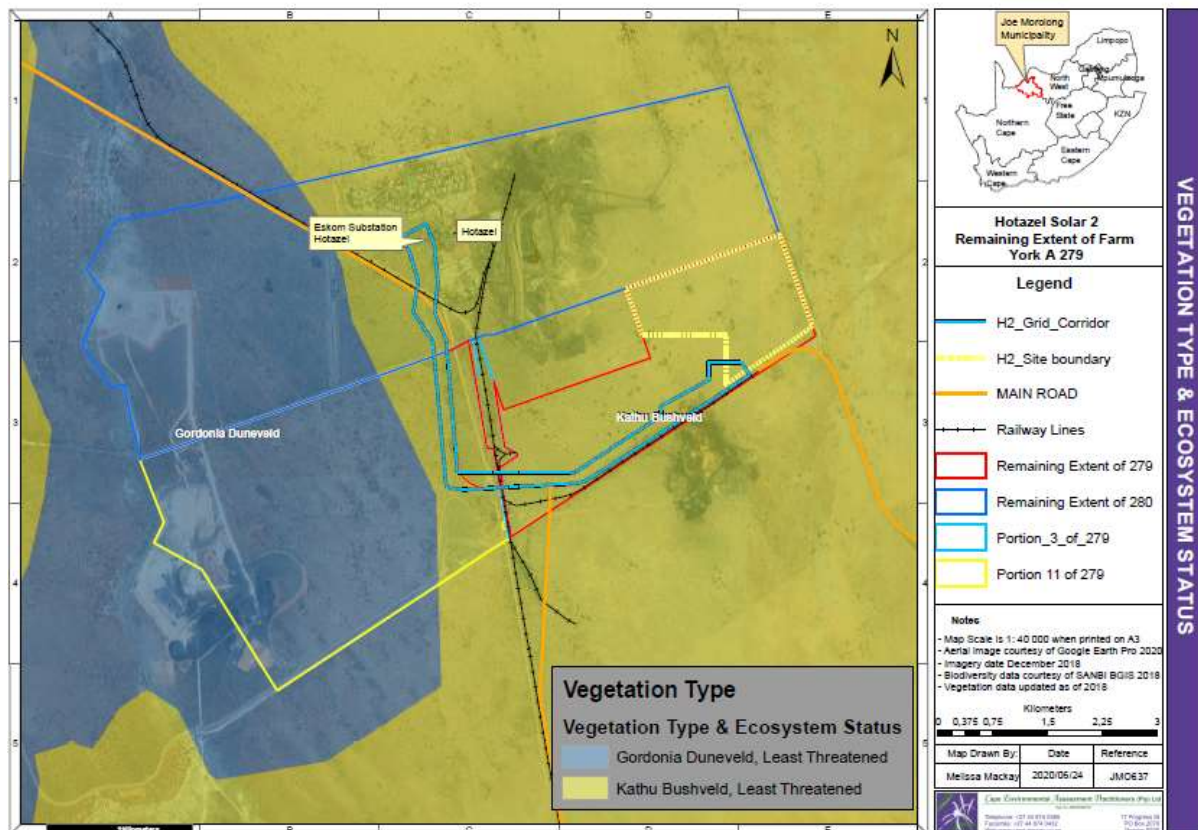 A B C D E
N
1
2
3
4
5
1
2
3
4
5
Eskom Substation
Hotazel
Hotazel
Gordonia Duneveld
Kathu Bushveld
Vegetation Type
Vegetation Type & Ecosystem Status
Gordonia Duneveld, Least Threatened
Kathu Bushveld, Least Threatened
A B C D E
Joe Morolong
Municipality
Limpopo
North
West
Mpumalanga
Free
State
KZN
Northern
Cape
Eastern
Cape
Western
Cape
Hotazel Solar 2
Remaining Extent of Farm
York A 279
Legend
H2_Grid_Corridor
H2_Site boundary
MAIN ROAD
Railway Lines
Remaining Extent of 279
Remaining Extent of 280
Portion_3_of_279
Portion 11 of 279
Notes
- Map Scale is 1: 40 000 when printed on A3
- Aerial Image courtesy of Google Earth Pro 2020
- Imagery date December 2018
- Biodiversity data courtesy of SANBI BGIS 2018
- Vegetation data updated as of 2018
Kilometers
0 0,375 0,75 1,5 2,25 3
Map Drawn By: Date Reference
Melissa Mackay 2020/06/24 JMO637
Cape Environmental Assessment Practitioners (Pty) Ltd
VEGETATION TYPE & ECOSYSTEM STATUS